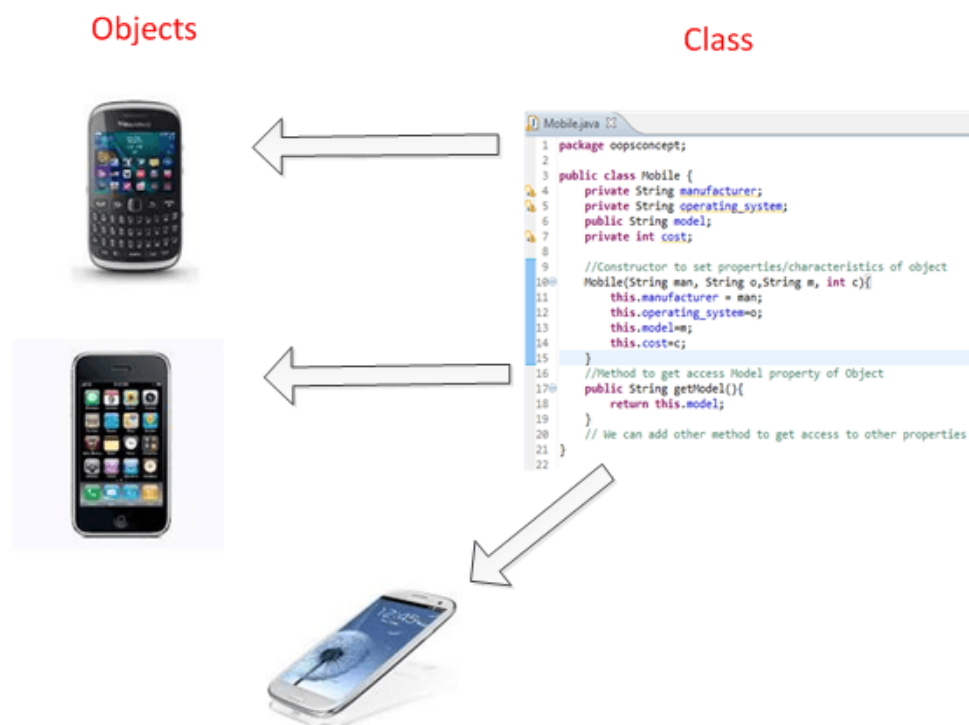 Objects
Class
Mobile.java
1 package oopsconcept;
2
3 public class Mobile {
4 private String manufacturer;
5 private String operating_system;
6 public String model;
7 private int cost;
8
9 //Constructor to set properties/characteristics of object
10 Mobile(String man, String o,String m, int c){
11 this.manufacturer = man;
12 this.operating_system=o;
13 this.model=m;
14 this.cost=c;
15 }
16 //Method to get access Model property of Object
17 public String getModel(){
18 return this.model;
19 }
20 // We can add other method to get access to other properties
21 }
22
12:45